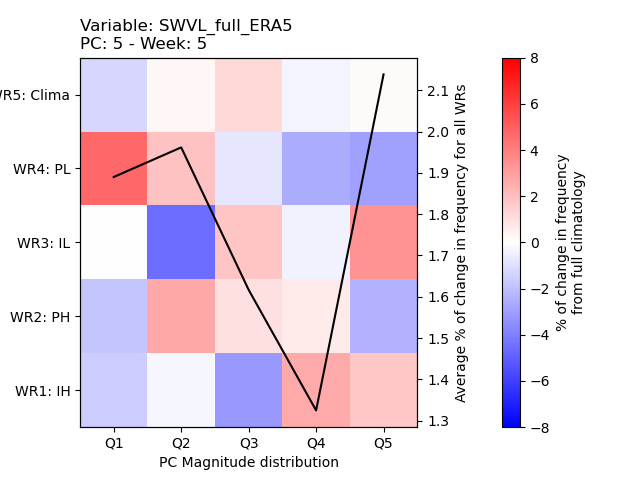 Variable: SWVL_full_ERA5
PC: 5 - Week: 5
WR5: Clima
WR4: PL
WR3: IL
WR2: PH
WR1: IH
Q1 Q2 Q3 Q4 Q5
PC Magnitude distribution
2.1
2.0
1.9
1.8
1.7
1.6
1.5
1.4
1.3
Average % of change in frequency for all WRs
8
6
4
2
0
−2
−4
−6
−8
% of change in frequency
from full climatology